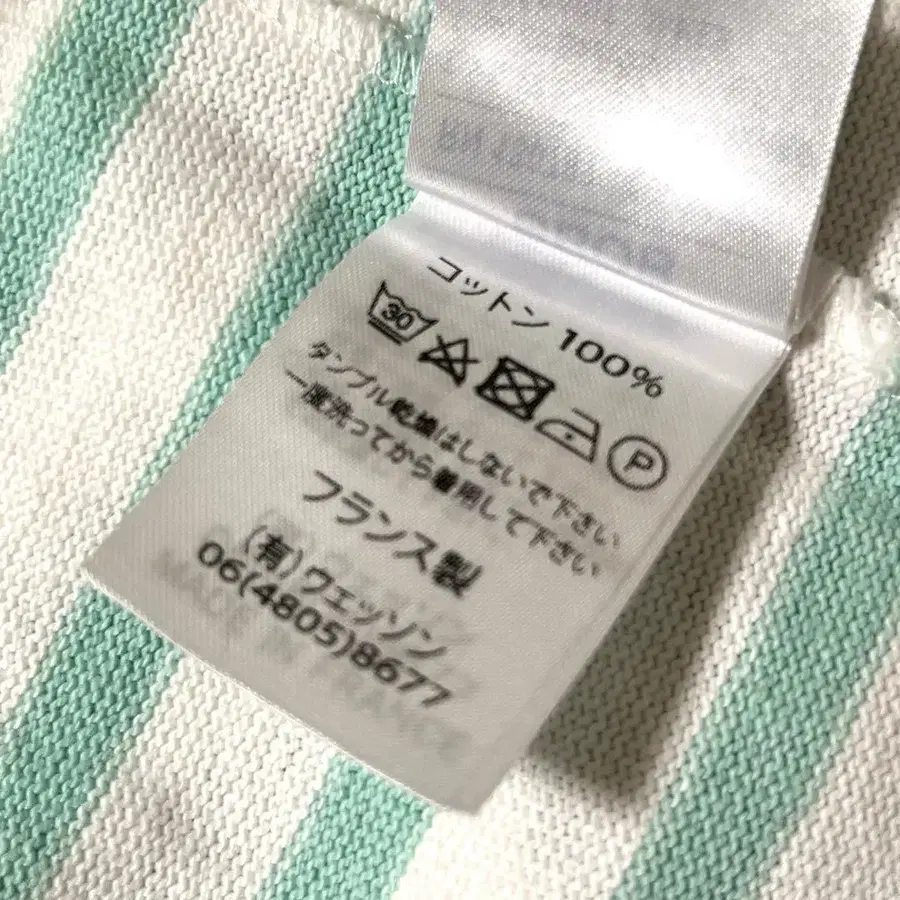 コットン 100%
30
P
タンブル乾燥はしないで下さい
一度洗ってから着用して下さい
フランス製
(有)ウエッソン
06(4805)8677